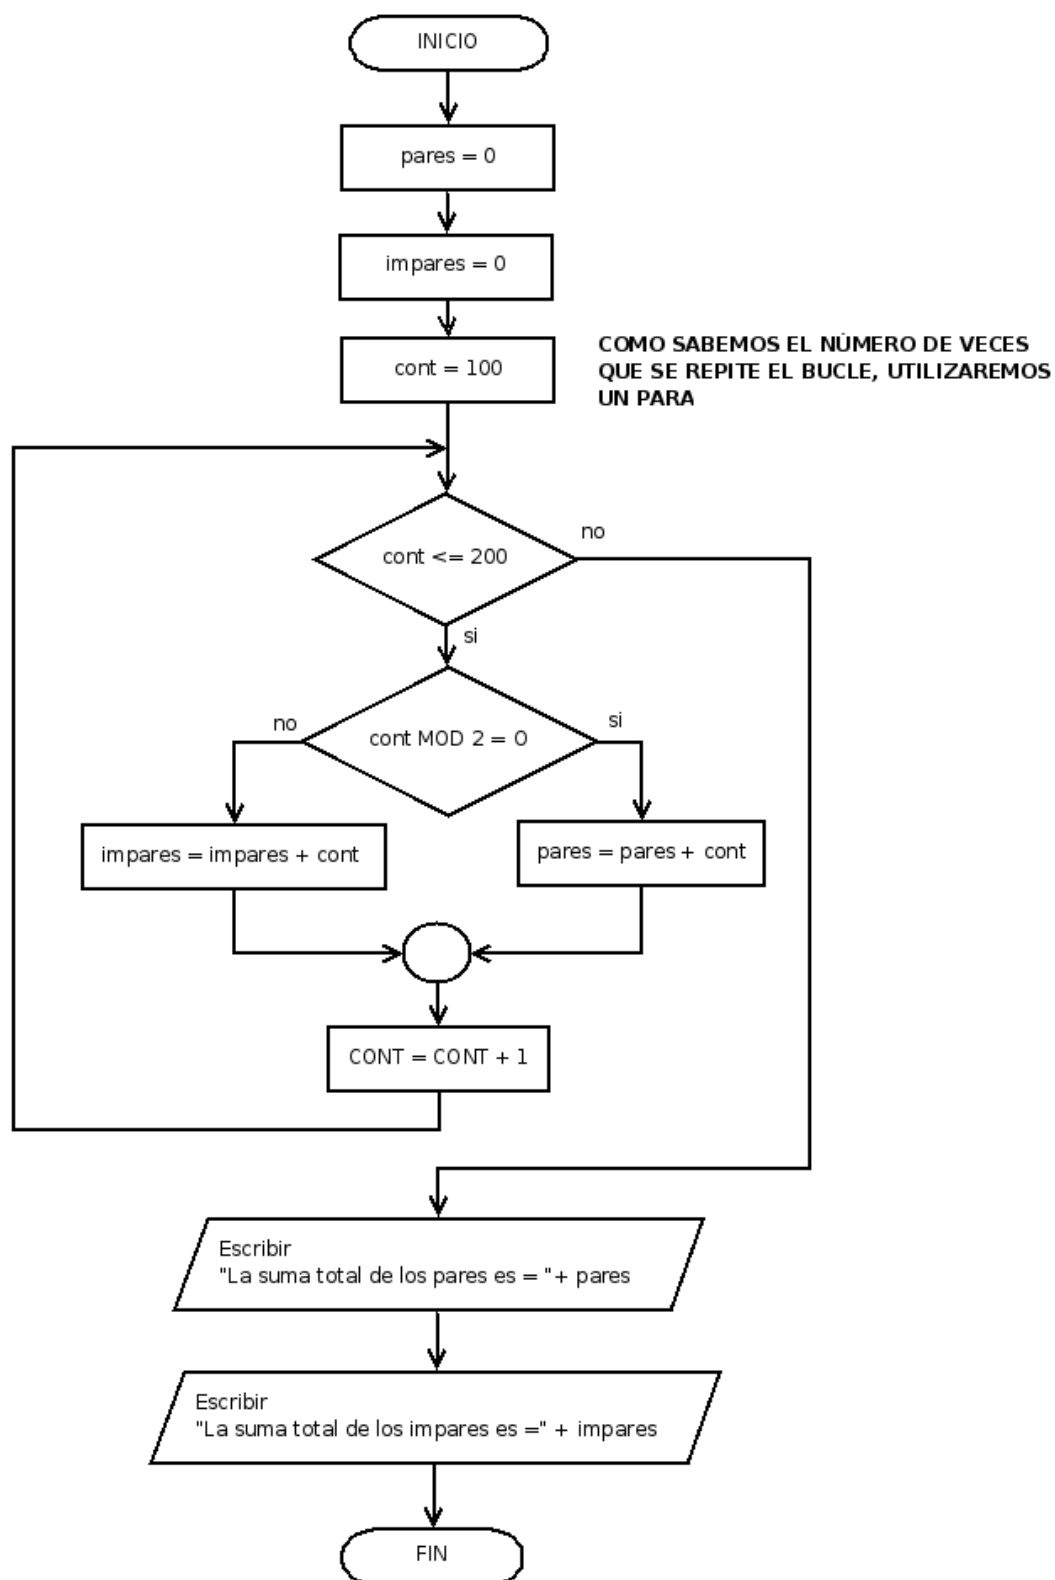 INICIO
pares = 0
impares = 0
cont = 100
COMO SABEMOS EL NÚMERO DE VECES
QUE SE REPITE EL BUCLE, UTILIZAREMOS
UN PARA
cont <= 200
no
si
cont MOD 2 = O
no
si
impares = impares + cont
pares = pares + cont
CONT = CONT + 1
Escribir
"La suma total de los pares es = "+ pares
Escribir
"La suma total de los impares es =" + impares
FIN